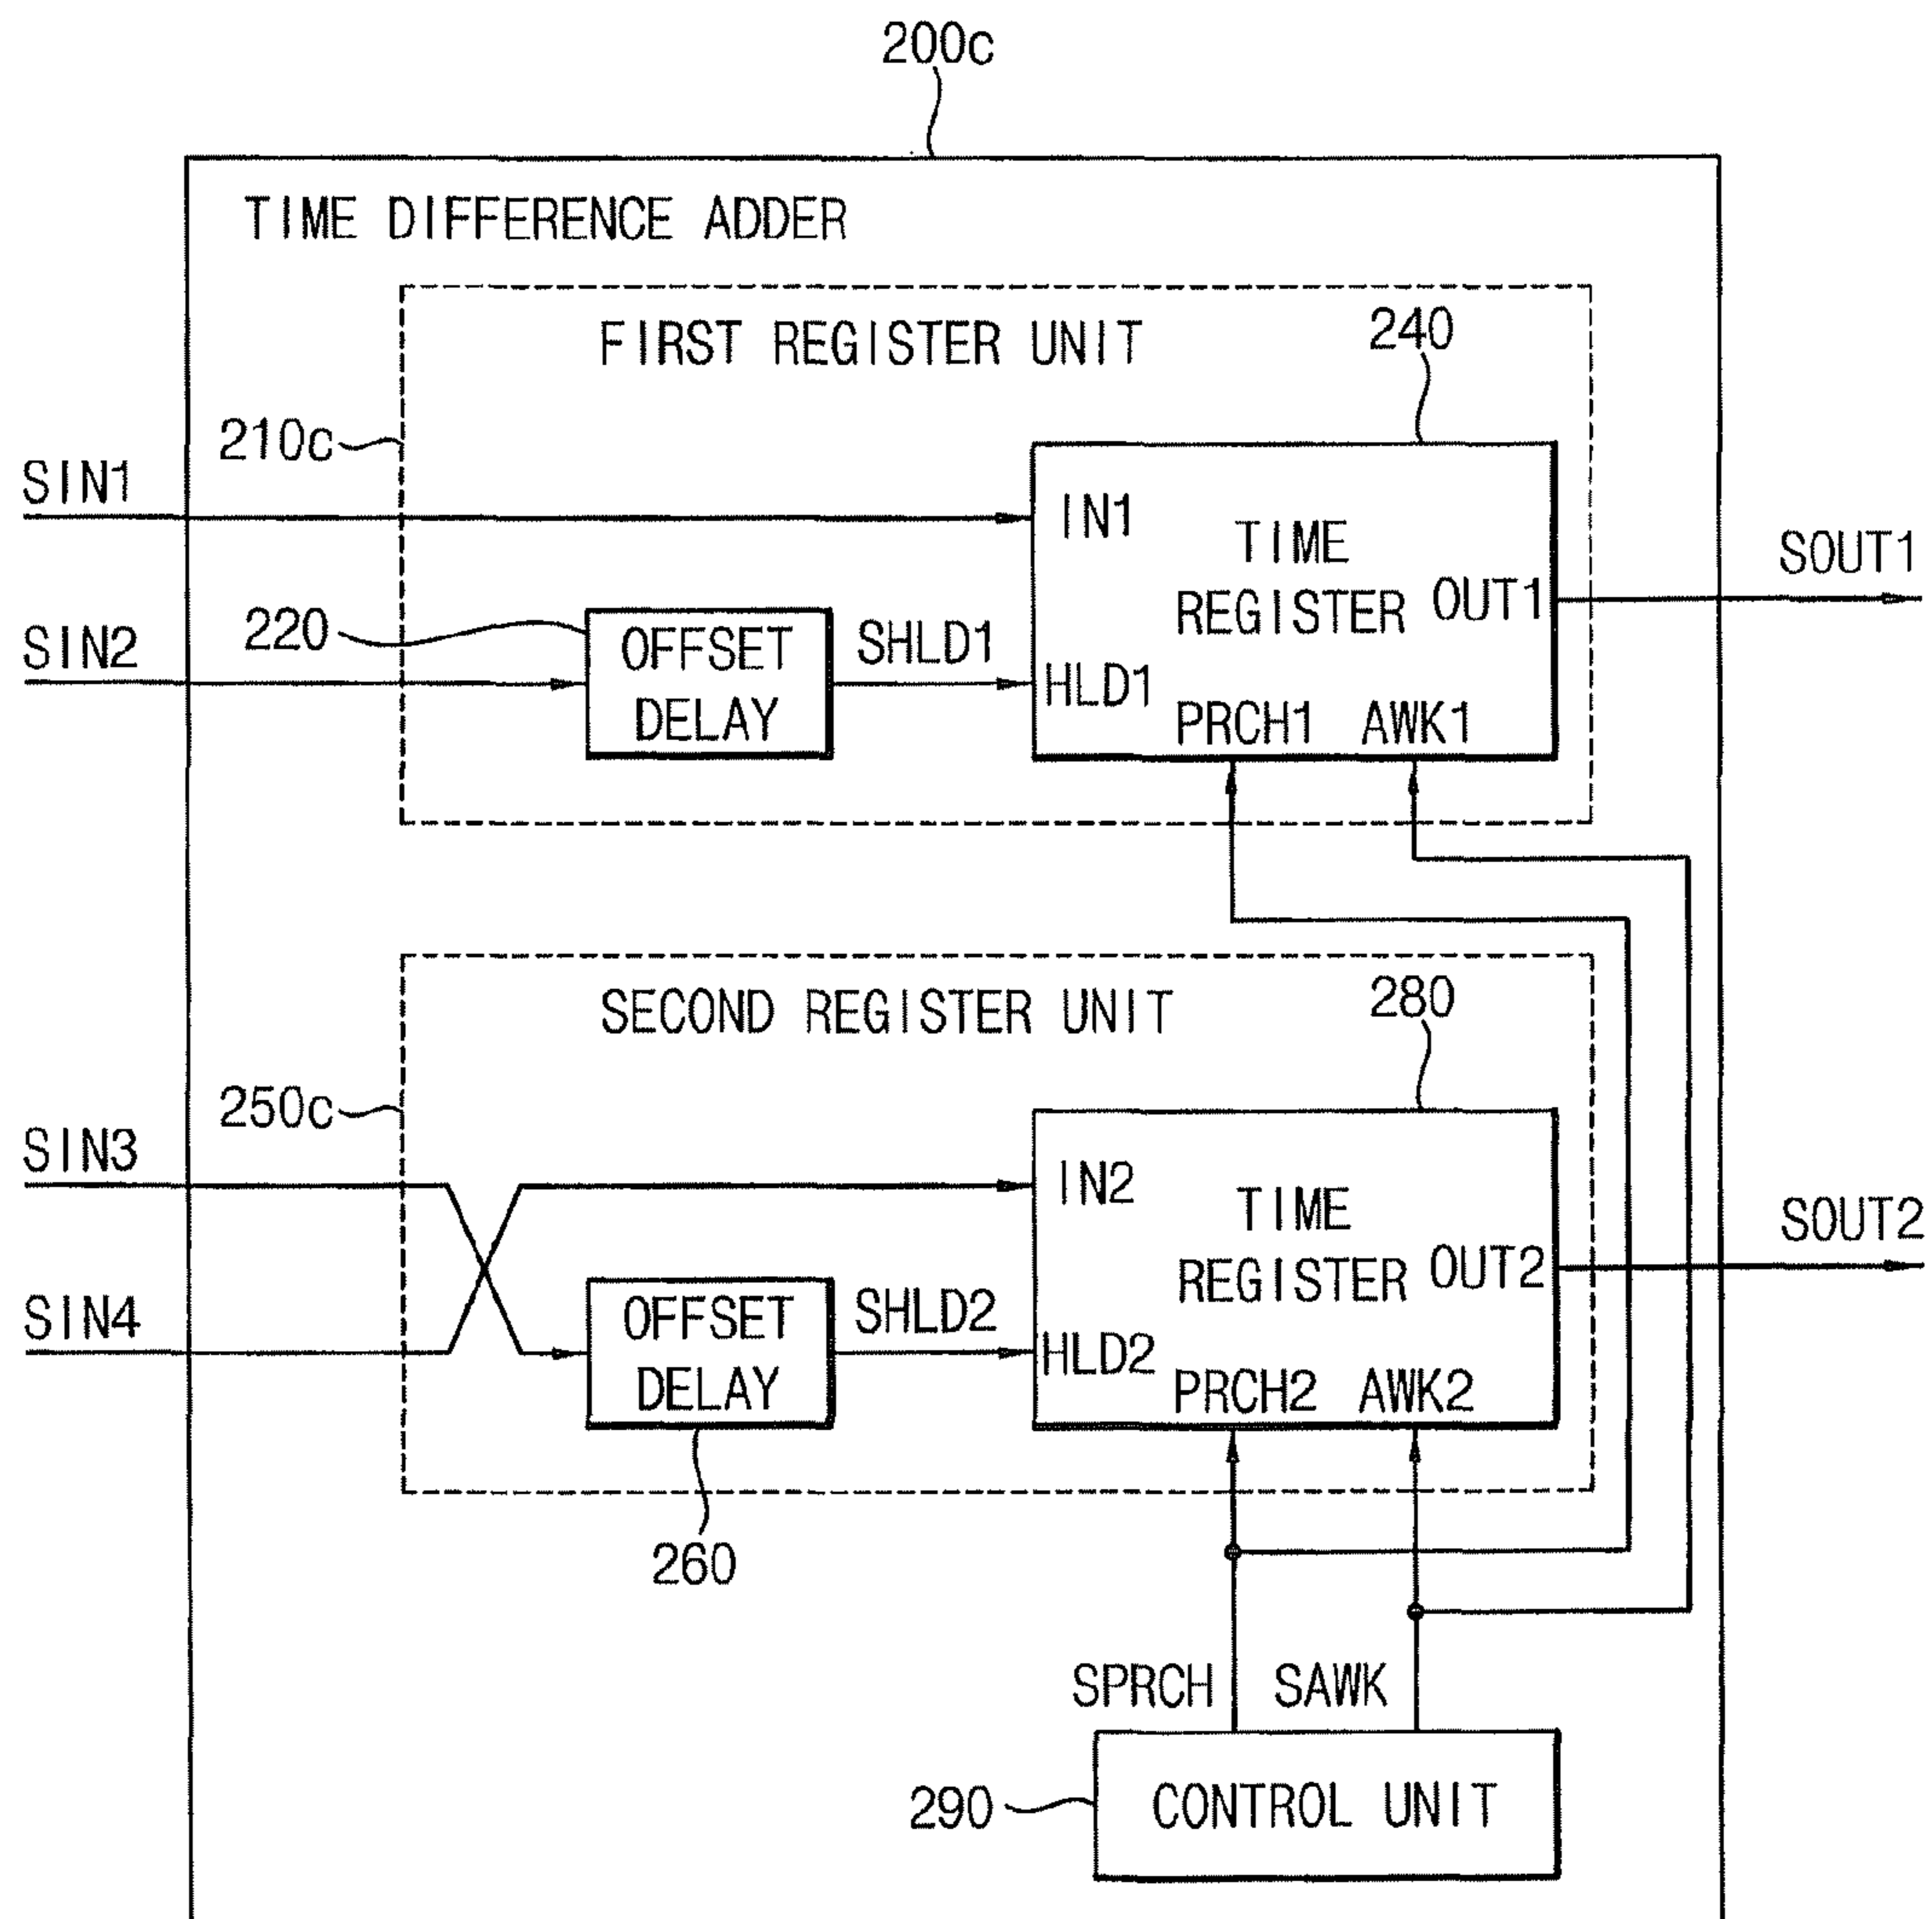 200c
TIME DIFFERENCE ADDER
FIRST REGISTER UNIT
240
210c
SIN1
IN1
TIME
REGISTER
OUT1
SOUT1
SIN2
220
OFFSET
DELAY
SHLD1
HLD1
PRCH1
AWK1
SECOND REGISTER UNIT
280
250c
SIN3
IN2
TIME
REGISTER
OUT2
SOUT2
SIN4
OFFSET
DELAY
SHLD2
HLD2
PRCH2
AWK2
260
SPRCH
SAWK
290
CONTROL UNIT